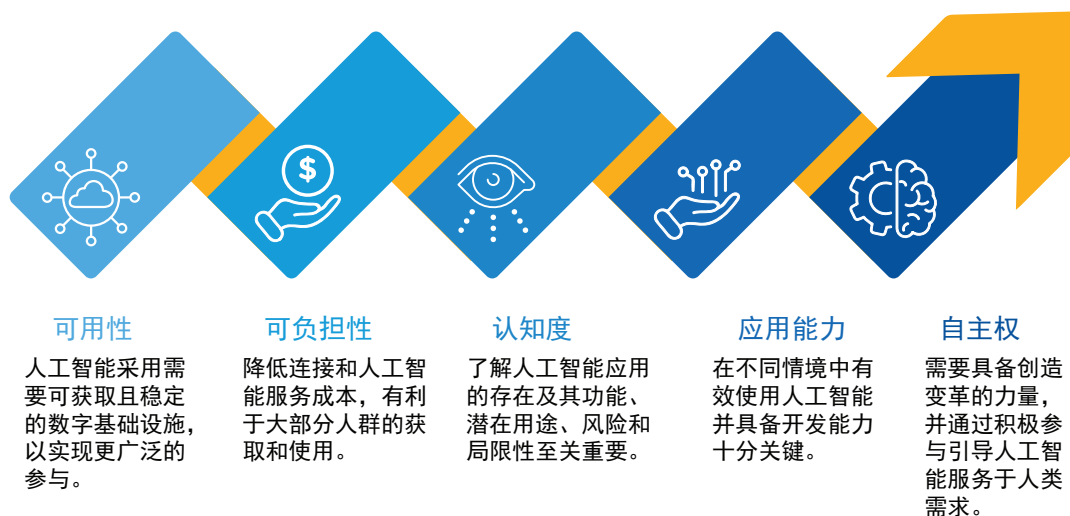 $
可用性
人工智能采用需
要可获取且稳定
的数字基础设施，
以实现更广泛的
参与。
可负担性
降低连接和人工智
能服务成本，有利
于大部分人群的获
取和使用。
认知度
了解人工智能应用
的存在及其功能、
潜在用途、风险和
局限性至关重要。
应用能力
在不同情境中有
效使用人工智能
并具备开发能力
十分关键。
自主权
需要具备创造
变革的力量，
并通过积极参
与引导人工智
能服务于人类
需求。